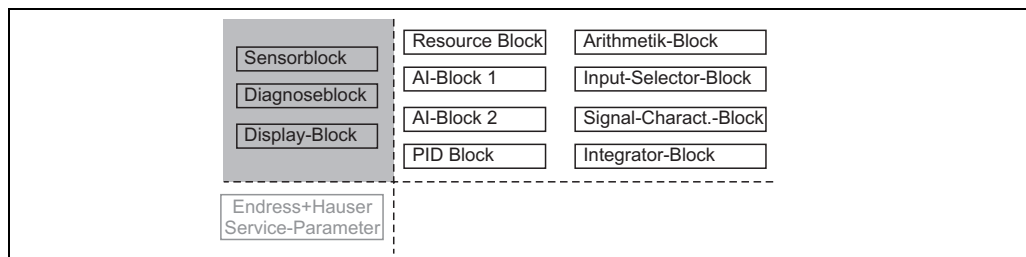 Sensorblock
Diagnoseblock
Display-Block
Resource Block
AI-Block 1
AI-Block 2
PID Block
Arithmetik-Block
Input-Selector-Block
Signal-Charact.-Block
Integrator-Block
Endress+Hauser
Service-Parameter